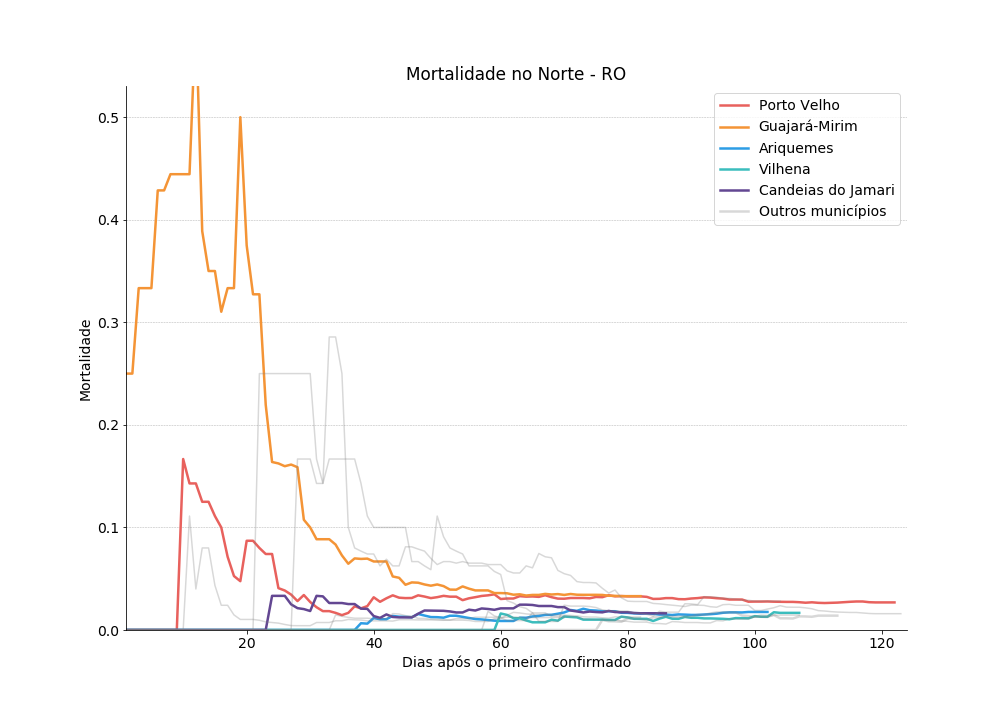 Mortalidade no Norte - RO
Porto Velho
Guajará-Mirim
Ariquemes
Vilhena
Candeias do Jamari
Outros municípios
0.5
0.4
0.3
0.2
0.1
0.0
Mortalidade
20
40
60
80
100
120
Dias após o primeiro confirmado